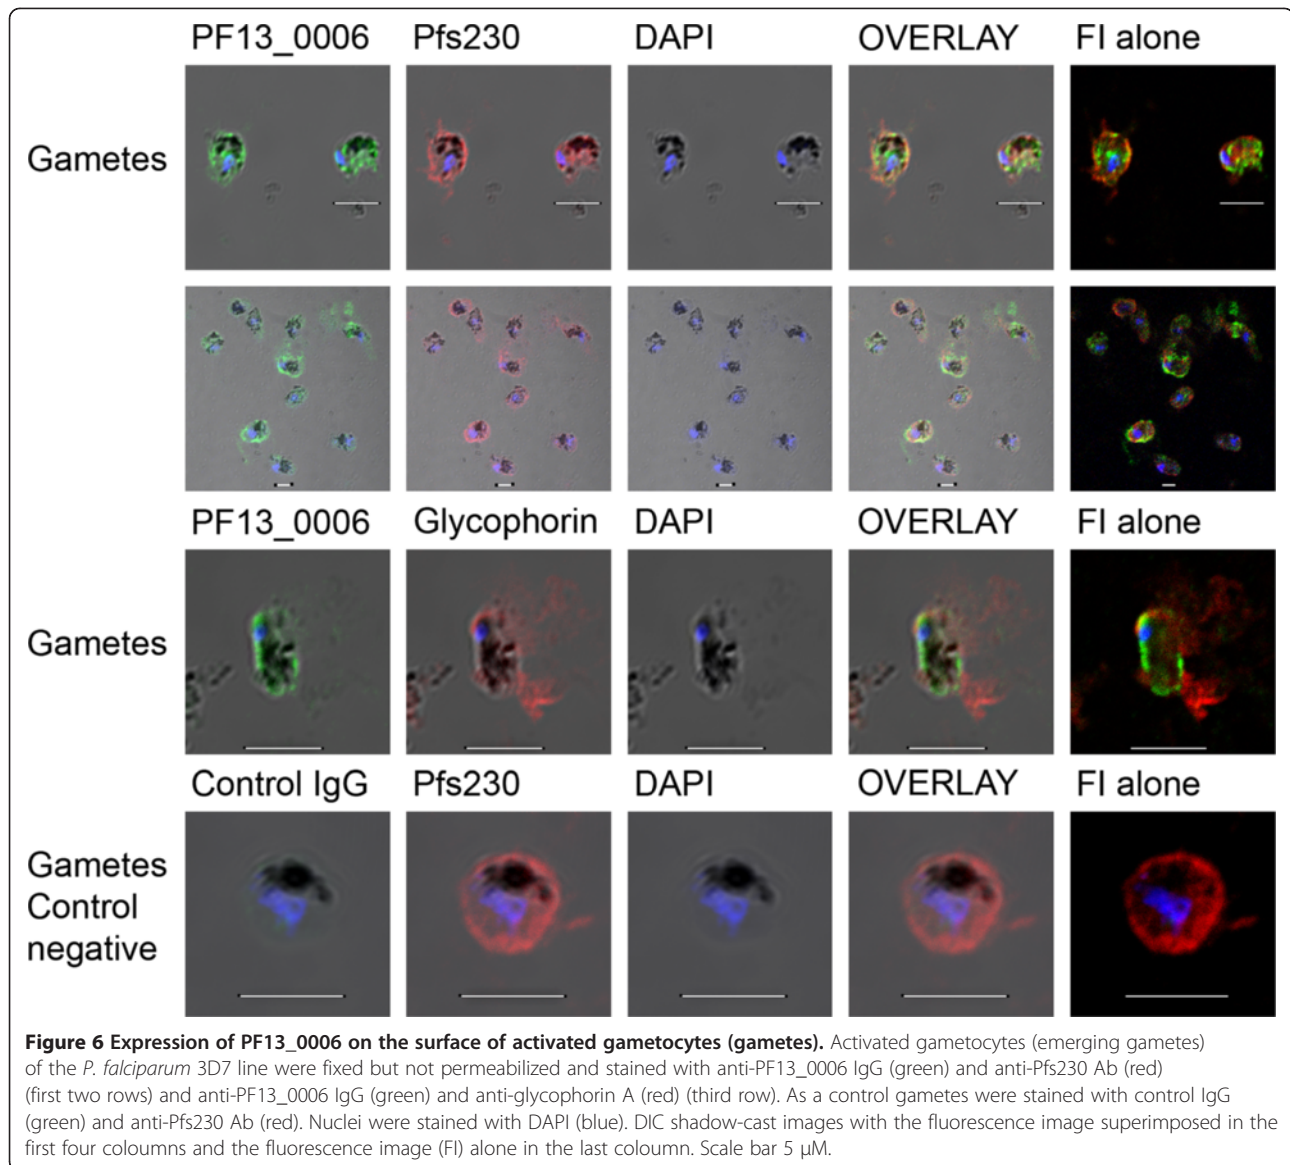 PF13_0006 Pfs230 DAPI OVERLAY FI alone
Gametes
PF13_0006 Glycophorin DAPI OVERLAY FI alone
Gametes
Control IgG Pfs230 DAPI OVERLAY FI alone
Gametes
Control
negative
Figure 6 Expression of PF13_0006 on the surface of activated gametocytes (gametes). Activated gametocytes (emerging gametes)
of the P. falciparum 3D7 line were fixed but not permeabilized and stained with anti-PF13_0006 IgG (green) and anti-Pfs230 Ab (red)
(first two rows) and anti-PF13_0006 IgG (green) and anti-glycophorin A (red) (third row). As a control gametes were stained with control IgG
(green) and anti-Pfs230 Ab (red). Nuclei were stained with DAPI (blue). DIC shadow-cast images with the fluorescence image superimposed in the
first four coloumns and the fluorescence image (FI) alone in the last coloumn. Scale bar 5 μM.